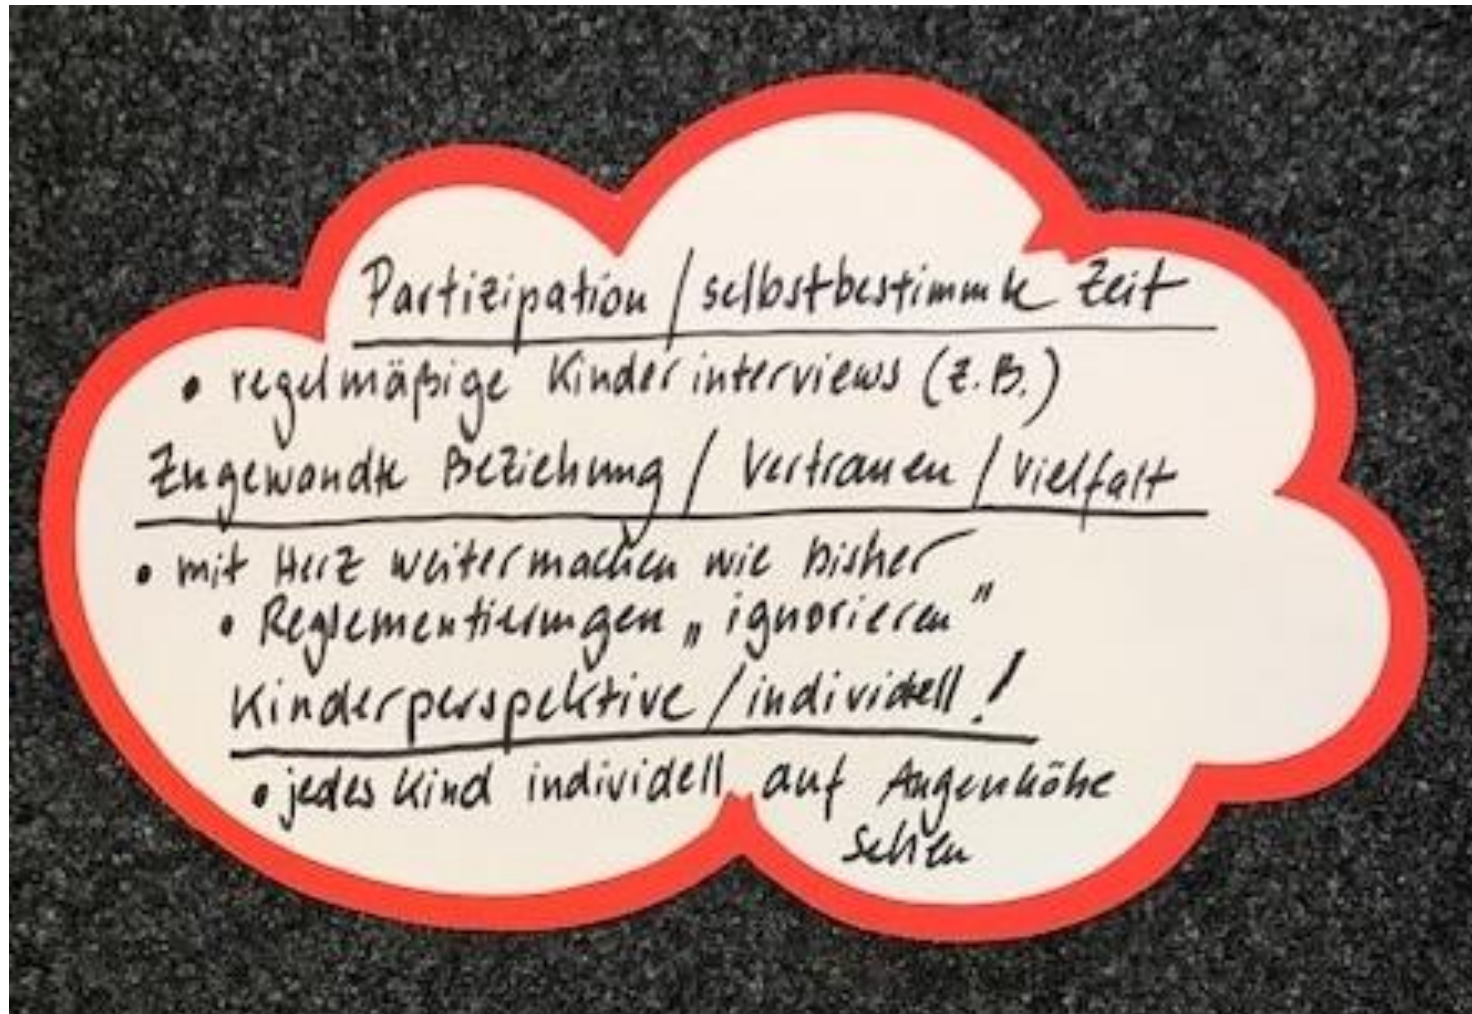 Partizipation / selbstbestimmte Zeit
• regelmäßige Kinderinterviews (z.B.)
Zugewandte Beziehung / Vertrauen / Vielfalt
• mit Herz weitermachen wie bisher
• Reglementierungen „ignorieren"
Kinderperspektive / individell!
• jedes Kind individell auf Augenhöhe
sehen